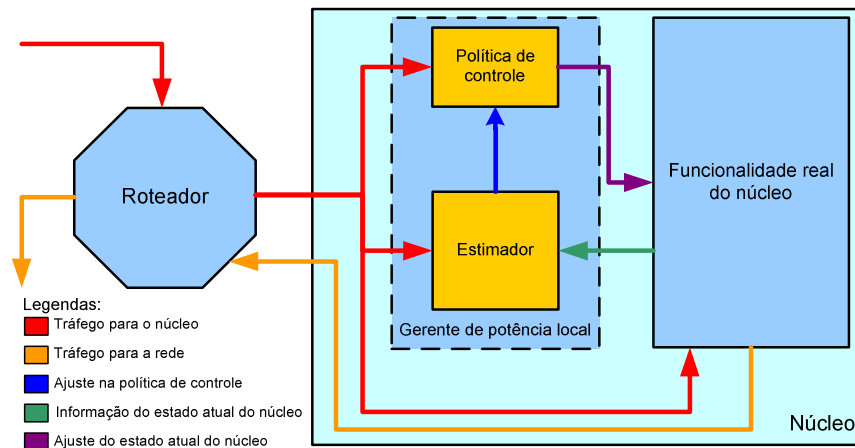 Política de
controle
Roteador
Funcionalidade real
do núcleo
Estimador
Gerente de potência local
Legendas:
Tráfego para o núcleo
Tráfego para a rede
Ajuste na política de controle
Informação do estado atual do núcleo
Ajuste do estado atual do núcleo
Núcleo